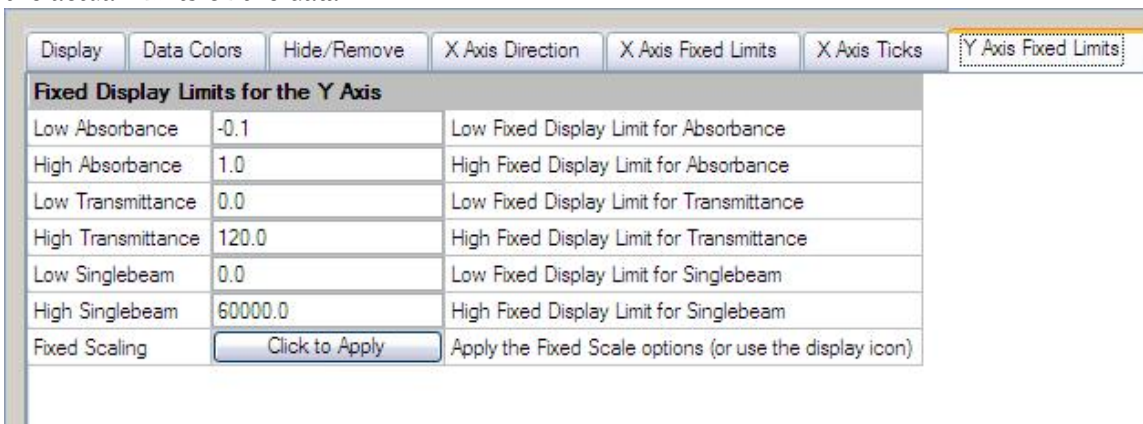 Display Data Colors Hide/Remove X Axis Direction X Axis Fixed Limits X Axis Ticks Y Axis Fixed Limits
Fixed Display Limits for the Y Axis
Low Absorbance -0.1 Low Fixed Display Limit for Absorbance
High Absorbance 1.0 High Fixed Display Limit for Absorbance
Low Transmittance 0.0 Low Fixed Display Limit for Transmittance
High Transmittance 120.0 High Fixed Display Limit for Transmittance
Low Singlebeam 0.0 Low Fixed Display Limit for Singlebeam
High Singlebeam 60000.0 High Fixed Display Limit for Singlebeam
Fixed Scaling Click to Apply Apply the Fixed Scale options (or use the display icon)